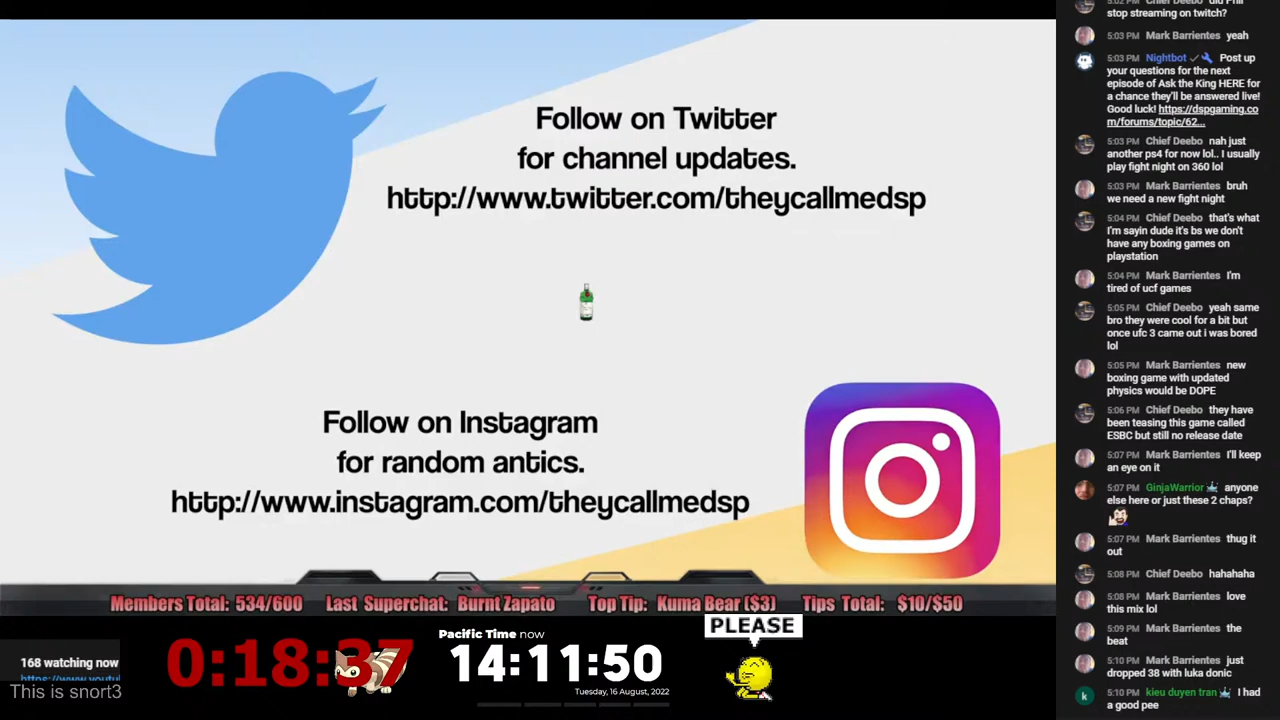 Follow on Twitter
for channel updates.
http://www.twitter.com/theycallmedsp
Follow on Instagram
for random antics.
http://www.instagram.com/theycallmedsp
Members Total: 534/600 Last Superchat: Burnt Zapato Top Tip: Kuma Bear ($3) Tips Total: $10/$50
168 watching now
This is snort3
0:18:37
Pacific Time now
14:11:50
Tuesday, 16 August, 2022
PLEASE
stop streaming on twitch?
5:03 PM Mark Barrientes yeah
5:03 PM Nightbot Post up
your questions for the next
episode of Ask the King HERE for
a chance they'll be answered live!
Good luck! https://dspgaming.co
m/forums/topic/62...
5:03 PM Chief Deebo nah just
another ps4 for now lol.. I usually
play fight night on 360 lol
5:03 PM Mark Barrientes bruh
we need a new fight night
5:04 PM Chief Deebo that's what
I'm sayin dude it's bs we don't
have any boxing games on
playstation
5:04 PM Mark Barrientes I'm
tired of ucf games
5:05 PM Chief Deebo yeah same
bro they were cool for a bit but
once ufc 3 came out i was bored
lol
5:05 PM Mark Barrientes new
boxing game with updated
physics would be DOPE
5:06 PM Chief Deebo they have
been teasing this game called
ESBC but still no release date
5:07 PM Mark Barrientes I'll keep
an eye on it
5:07 PM GinjaWarrior anyone
else here or just these 2 chaps?
5:07 PM Mark Barrientes thug it
out
5:08 PM Chief Deebo hahahaha
5:08 PM Mark Barrientes love
this mix lol
5:09 PM Mark Barrientes the
beat
5:10 PM Mark Barrientes just
dropped 38 with luka donic
5:10 PM kieu duyen tran I had
a good pee
k